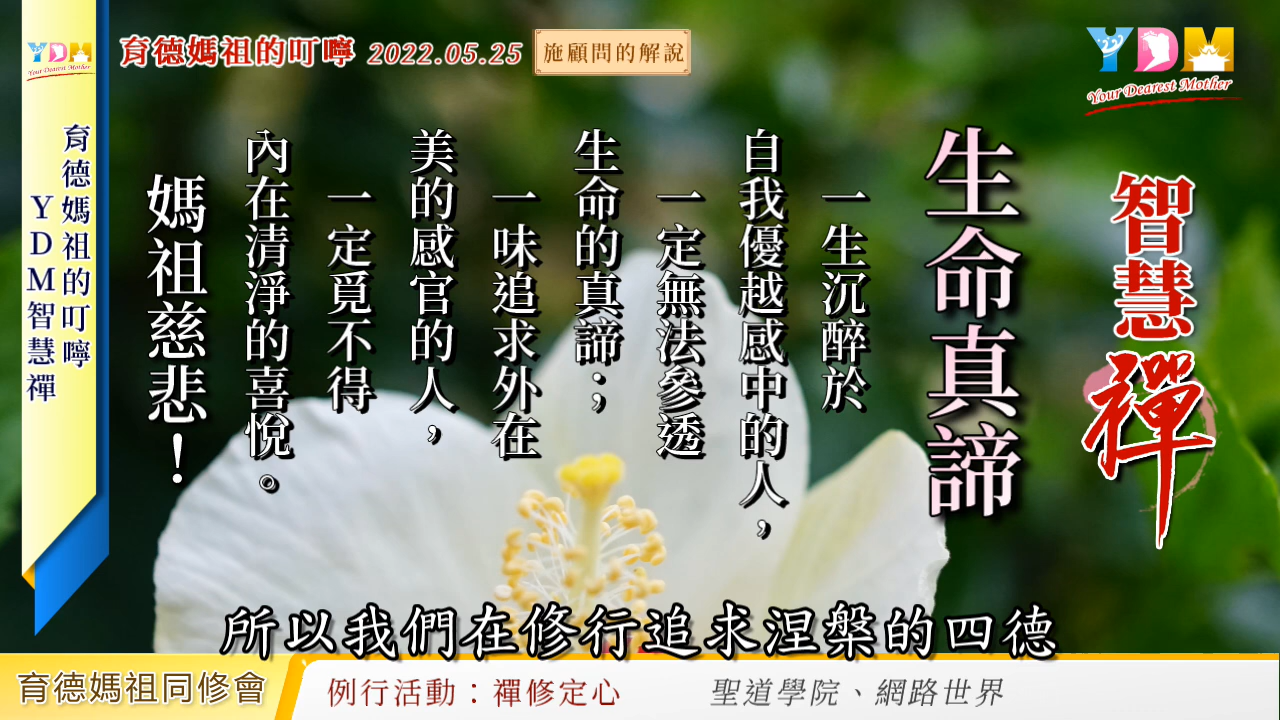 育德媽祖的叮嚀 2022.05.25 施顧問的解說
YDM
Your Dearest Mother
YDM
Your Dearest Mother
育德媽祖的叮嚀
YDM智慧禪
智慧禪
生命真諦
一生沉醉於
自我優越感中的人，
一定無法參透
生命的真諦；
一味追求外在
美的感官的人，
一定覓不得
內在清淨的喜悅。
媽祖慈悲！
所以我們在修行追求涅槃的四德
育德媽祖同修會
例行活動：禪修定心
聖道學院、網路世界